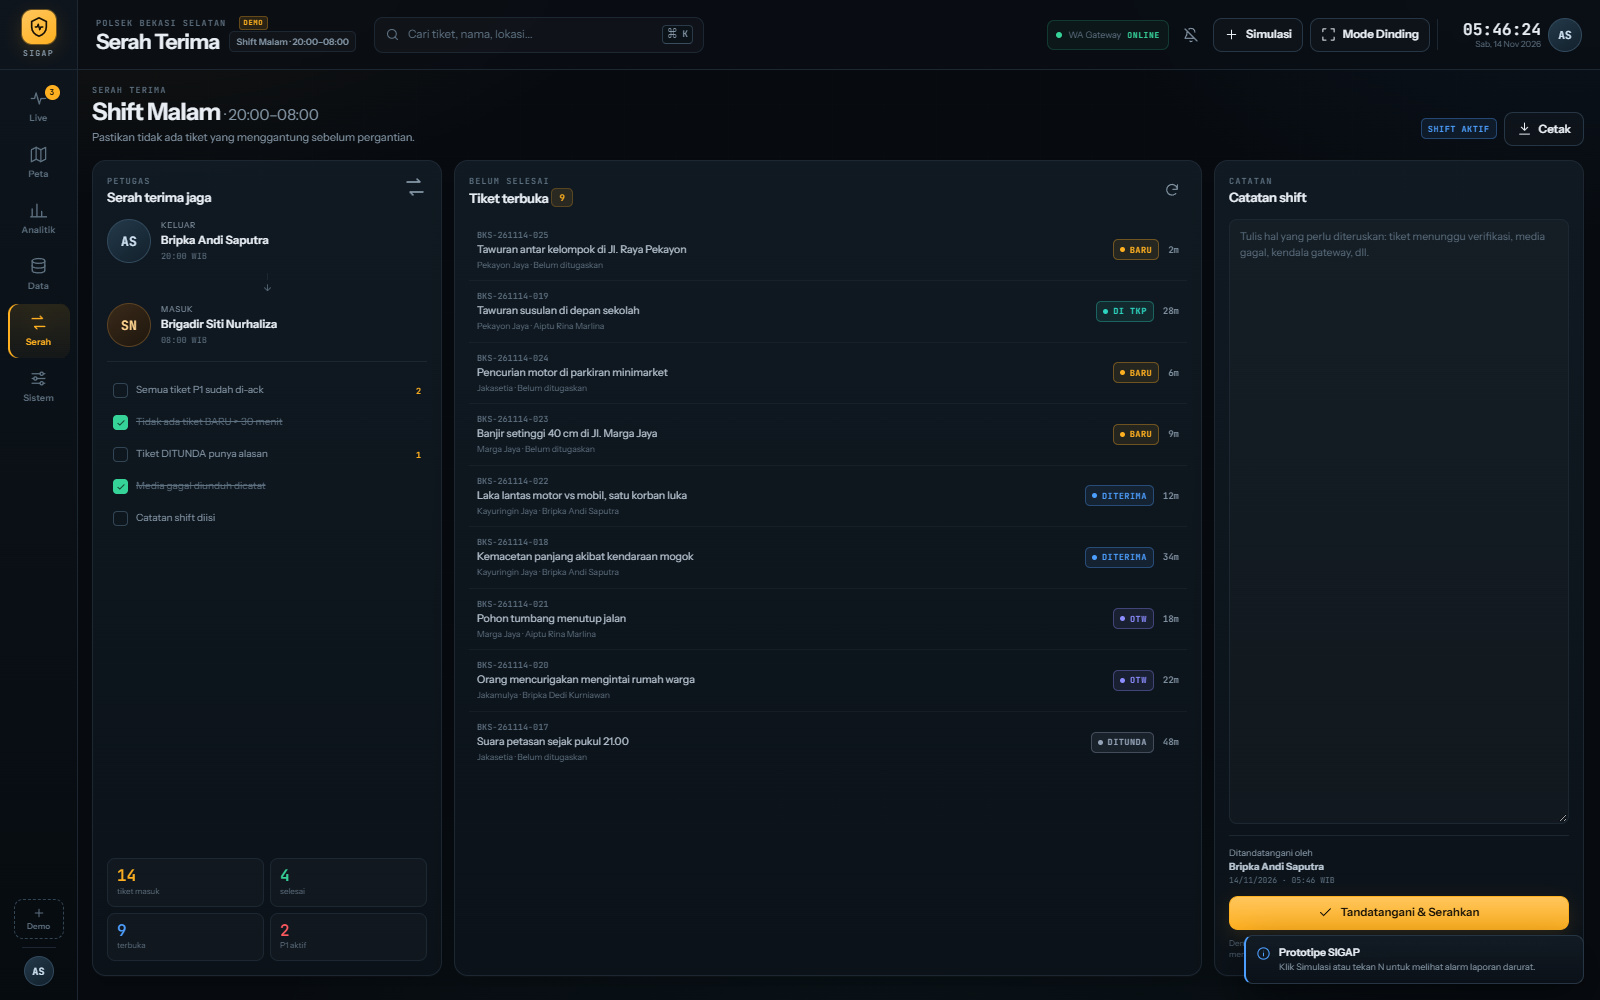 SIGAP
POLSEK BEKASI SELATAN DEMO
Serah Terima Shift Malam · 20:00–08:00
Cari tiket, nama, lokasi... ⌘ K
WA Gateway ONLINE
Simulasi
Mode Dinding
05:46:24
Sab, 14 Nov 2026
AS
3
Live
Peta
Analitik
Data
Serah
Sistem
Demo
AS
SERAH TERIMA
Shift Malam · 20:00–08:00
Pastikan tidak ada tiket yang menggantung sebelum pergantian.
SHIFT AKTIF
Cetak
PETUGAS
Serah terima jaga
AS
KELUAR
Bripka Andi Saputra
20:00 WIB
SN
MASUK
Brigadir Siti Nurhaliza
08:00 WIB
Semua tiket P1 sudah di-ack 2
Tidak ada tiket BARU > 30 menit
Tiket DITUNDA punya alasan 1
Media gagal diunduh dicatat
Catatan shift diisi
14
tiket masuk
4
selesai
9
terbuka
2
P1 aktif
BELUM SELESAI
Tiket terbuka 9
BKS-261114-025
Tawuran antar kelompok di Jl. Raya Pekayon
Pekayon Jaya · Belum ditugaskan
BARU 2m
BKS-261114-019
Tawuran susulan di depan sekolah
Pekayon Jaya · Aiptu Rina Marlina
DI TKP 28m
BKS-261114-024
Pencurian motor di parkiran minimarket
Jakasetia · Belum ditugaskan
BARU 6m
BKS-261114-023
Banjir setinggi 40 cm di Jl. Marga Jaya
Marga Jaya · Belum ditugaskan
BARU 9m
BKS-261114-022
Laka lantas motor vs mobil, satu korban luka
Kayuringin Jaya · Bripka Andi Saputra
DITERIMA 12m
BKS-261114-018
Kemacetan panjang akibat kendaraan mogok
Kayuringin Jaya · Bripka Andi Saputra
DITERIMA 34m
BKS-261114-021
Pohon tumbang menutup jalan
Marga Jaya · Aiptu Rina Marlina
OTW 18m
BKS-261114-020
Orang mencurigakan mengintai rumah warga
Jakamulya · Bripka Dedi Kurniawan
OTW 22m
BKS-261114-017
Suara petasan sejak pukul 21.00
Jakasetia · Belum ditugaskan
DITUNDA 48m
CATATAN
Catatan shift
Tulis hal yang perlu diteruskan: tiket menunggu verifikasi, media
gagal, kendala gateway, dll.
Ditandatangani oleh
Bripka Andi Saputra
14/11/2026 · 05:46 WIB
Tandatangani & Serahkan
Prototipe SIGAP
Klik Simulasi atau tekan N untuk melihat alarm laporan darurat.